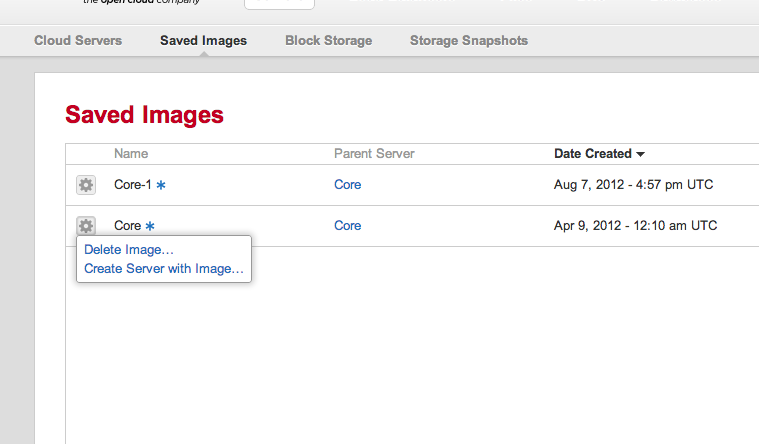 the open cloud company
Cloud Servers Saved Images Block Storage Storage Snapshots
Saved Images
Name Parent Server Date Created
Core-1 * Core Aug 7, 2012 - 4:57 pm UTC
Core * Core Apr 9, 2012 - 12:10 am UTC
Delete Image...
Create Server with Image...